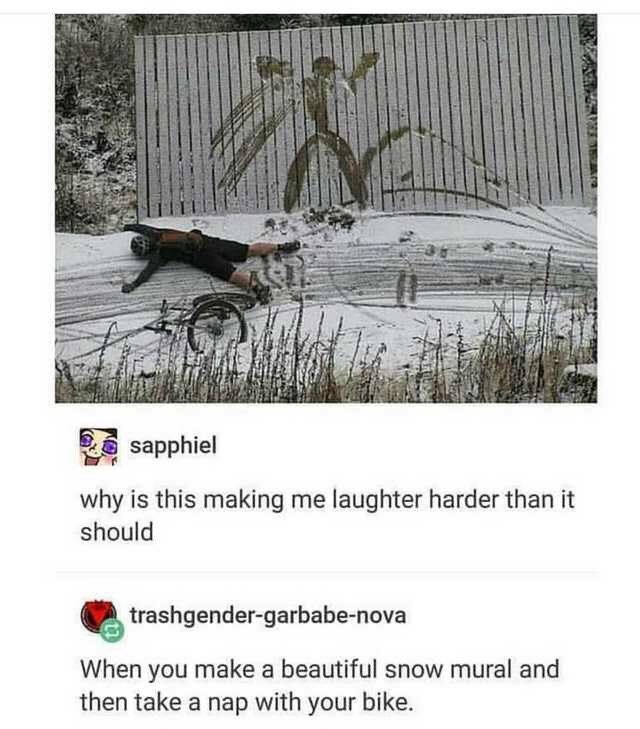 sapphiel
why is this making me laughter harder than it
should
trashgender-garbabe-nova
When you make a beautiful snow mural and
then take a nap with your bike.